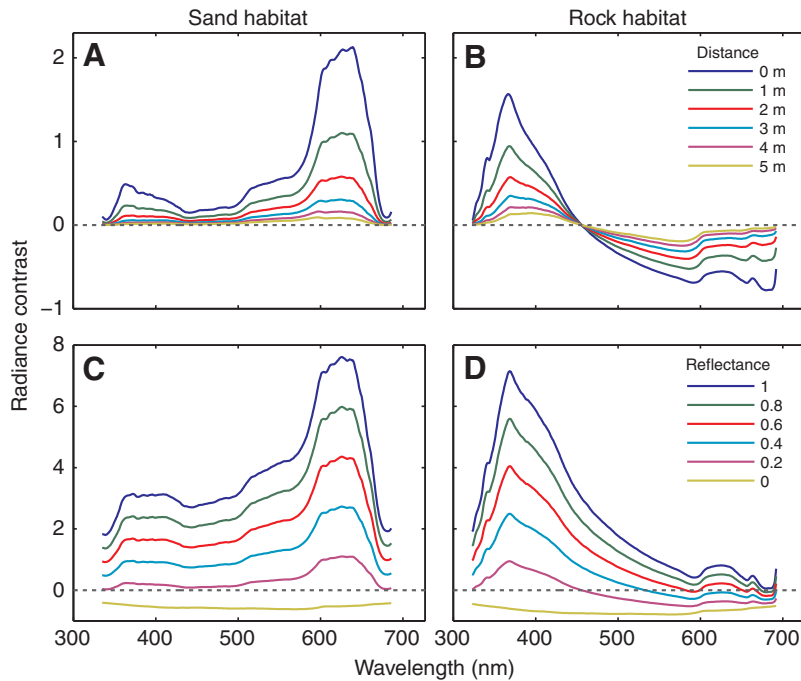 Sand habitat
Rock habitat
A
B
2
1
0
−1
Distance
0 m
1 m
2 m
3 m
4 m
5 m
Radiance contrast
C
D
8
6
4
2
0
Reflectance
1
0.8
0.6
0.4
0.2
0
300 400 500 600 700
400 500 600 700
Wavelength (nm)